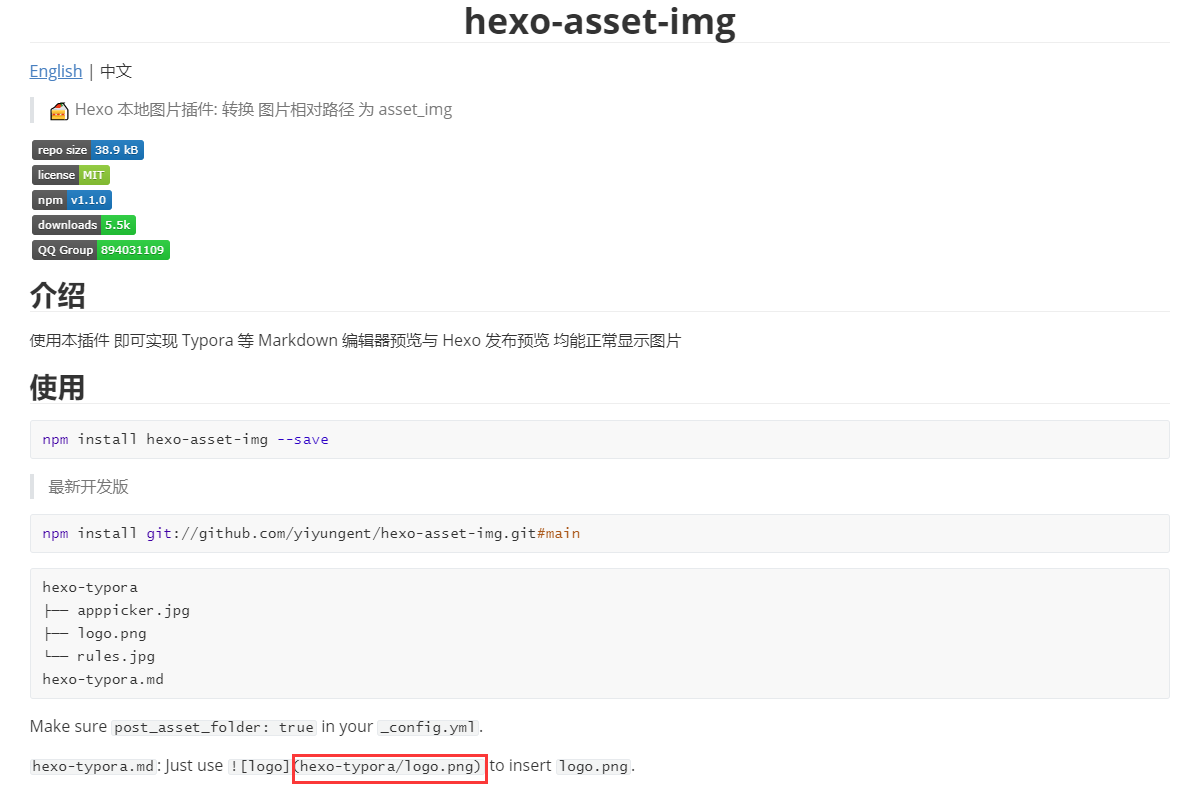 hexo-asset-img
English | 中文
Hexo 本地图片插件: 转换 图片相对路径 为 asset_img
repo size 38.9 kB
license MIT
npm v1.1.0
downloads 5.5k
QQ Group 894031109
介绍
使用本插件 即可实现 Typora 等 Markdown 编辑器预览与 Hexo 发布预览 均能正常显示图片
使用
npm install hexo-asset-img --save
最新开发版
npm install git://github.com/yiyungent/hexo-asset-img.git#main
hexo-typora
├── apppicker.jpg
├── logo.png
└── rules.jpg
hexo-typora.md
Make sure post_asset_folder: true in your _config.yml.
hexo-typora.md: Just use ![logo](hexo-typora/logo.png) to insert logo.png.